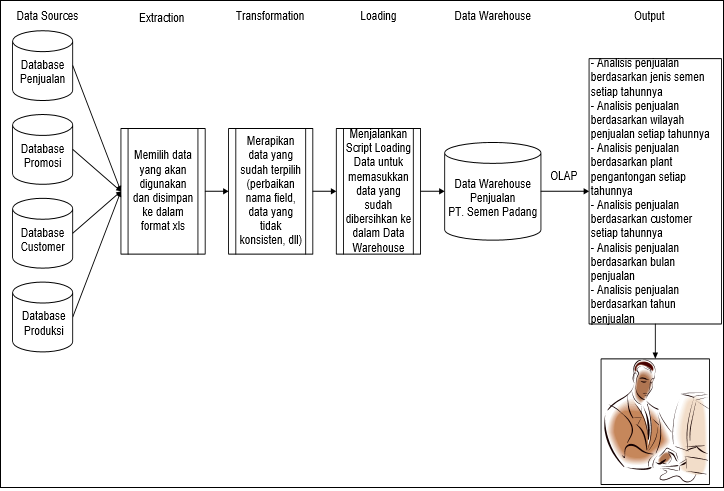 Data Sources
Extraction
Transformation
Loading
Data Warehouse
Output
Database
Penjualan
Database
Promosi
Database
Customer
Database
Produksi
Memilih data
yang akan
digunakan
dan disimpan
ke dalam
format xls
Merapikan
data yang
sudah terpilih
(perbaikan
nama field,
data yang
tidak
konsisten, dll)
Menjalankan
Script Loading
Data untuk
memasukkan
data yang
sudah
dibersihkan ke
dalam Data
Warehouse
Data Warehouse
Penjualan
PT. Semen Padang
OLAP
- Analisis penjualan
berdasarkan jenis semen
setiap tahunnya
- Analisis penjualan
berdasarkan wilayah
penjualan setiap tahunnya
- Analisis penjualan
berdasarkan plant
pengantongan setiap
tahunnya
- Analisis penjualan
berdasarkan customer
setiap tahunnya
- Analisis penjualan
berdasarkan bulan
penjualan
- Analisis penjualan
berdasarkan tahun
penjualan